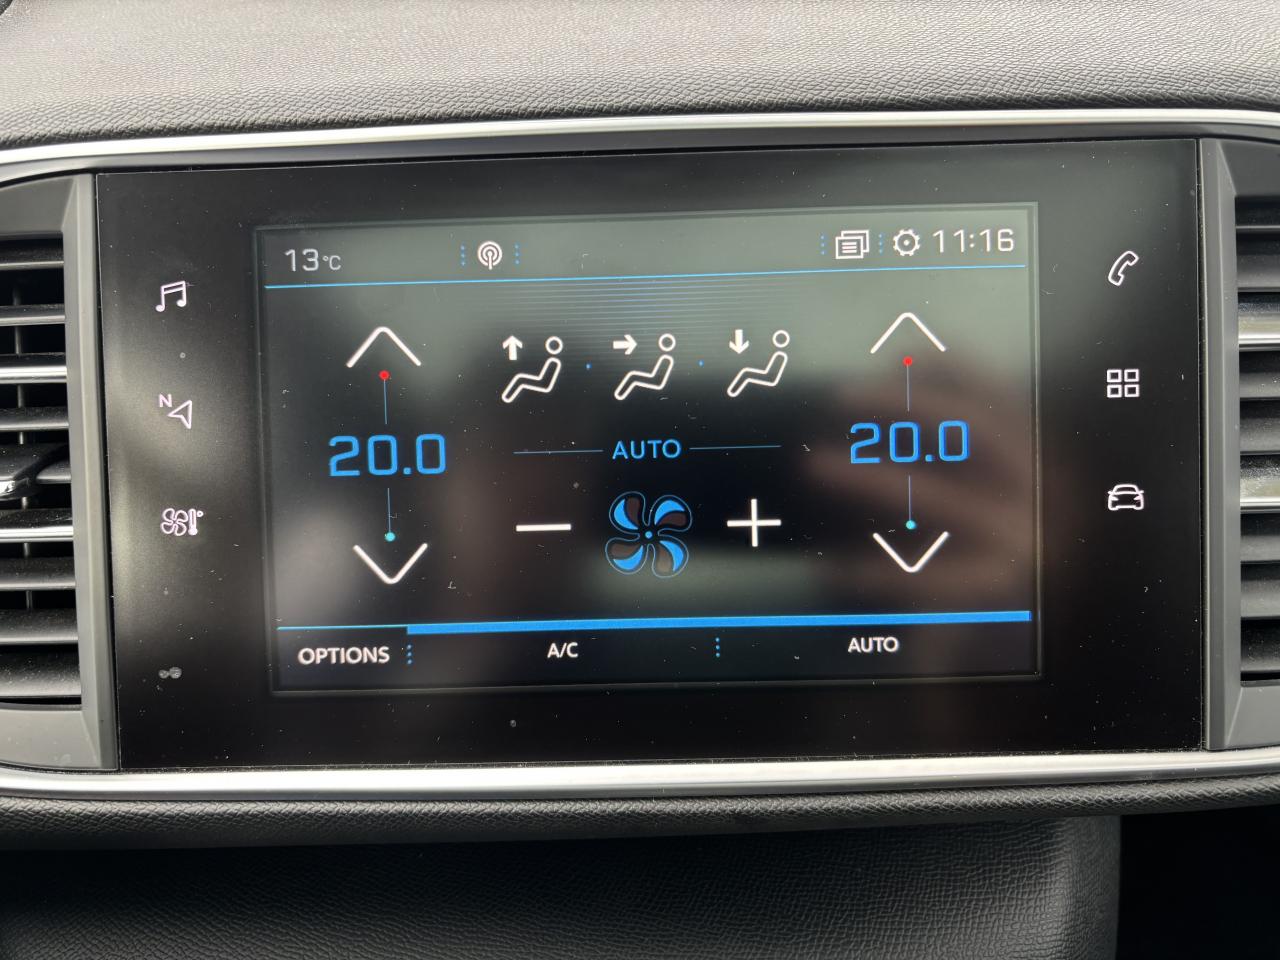 13°C 11:16
N
20.0 AUTO 20.0
OPTIONS A/C AUTO